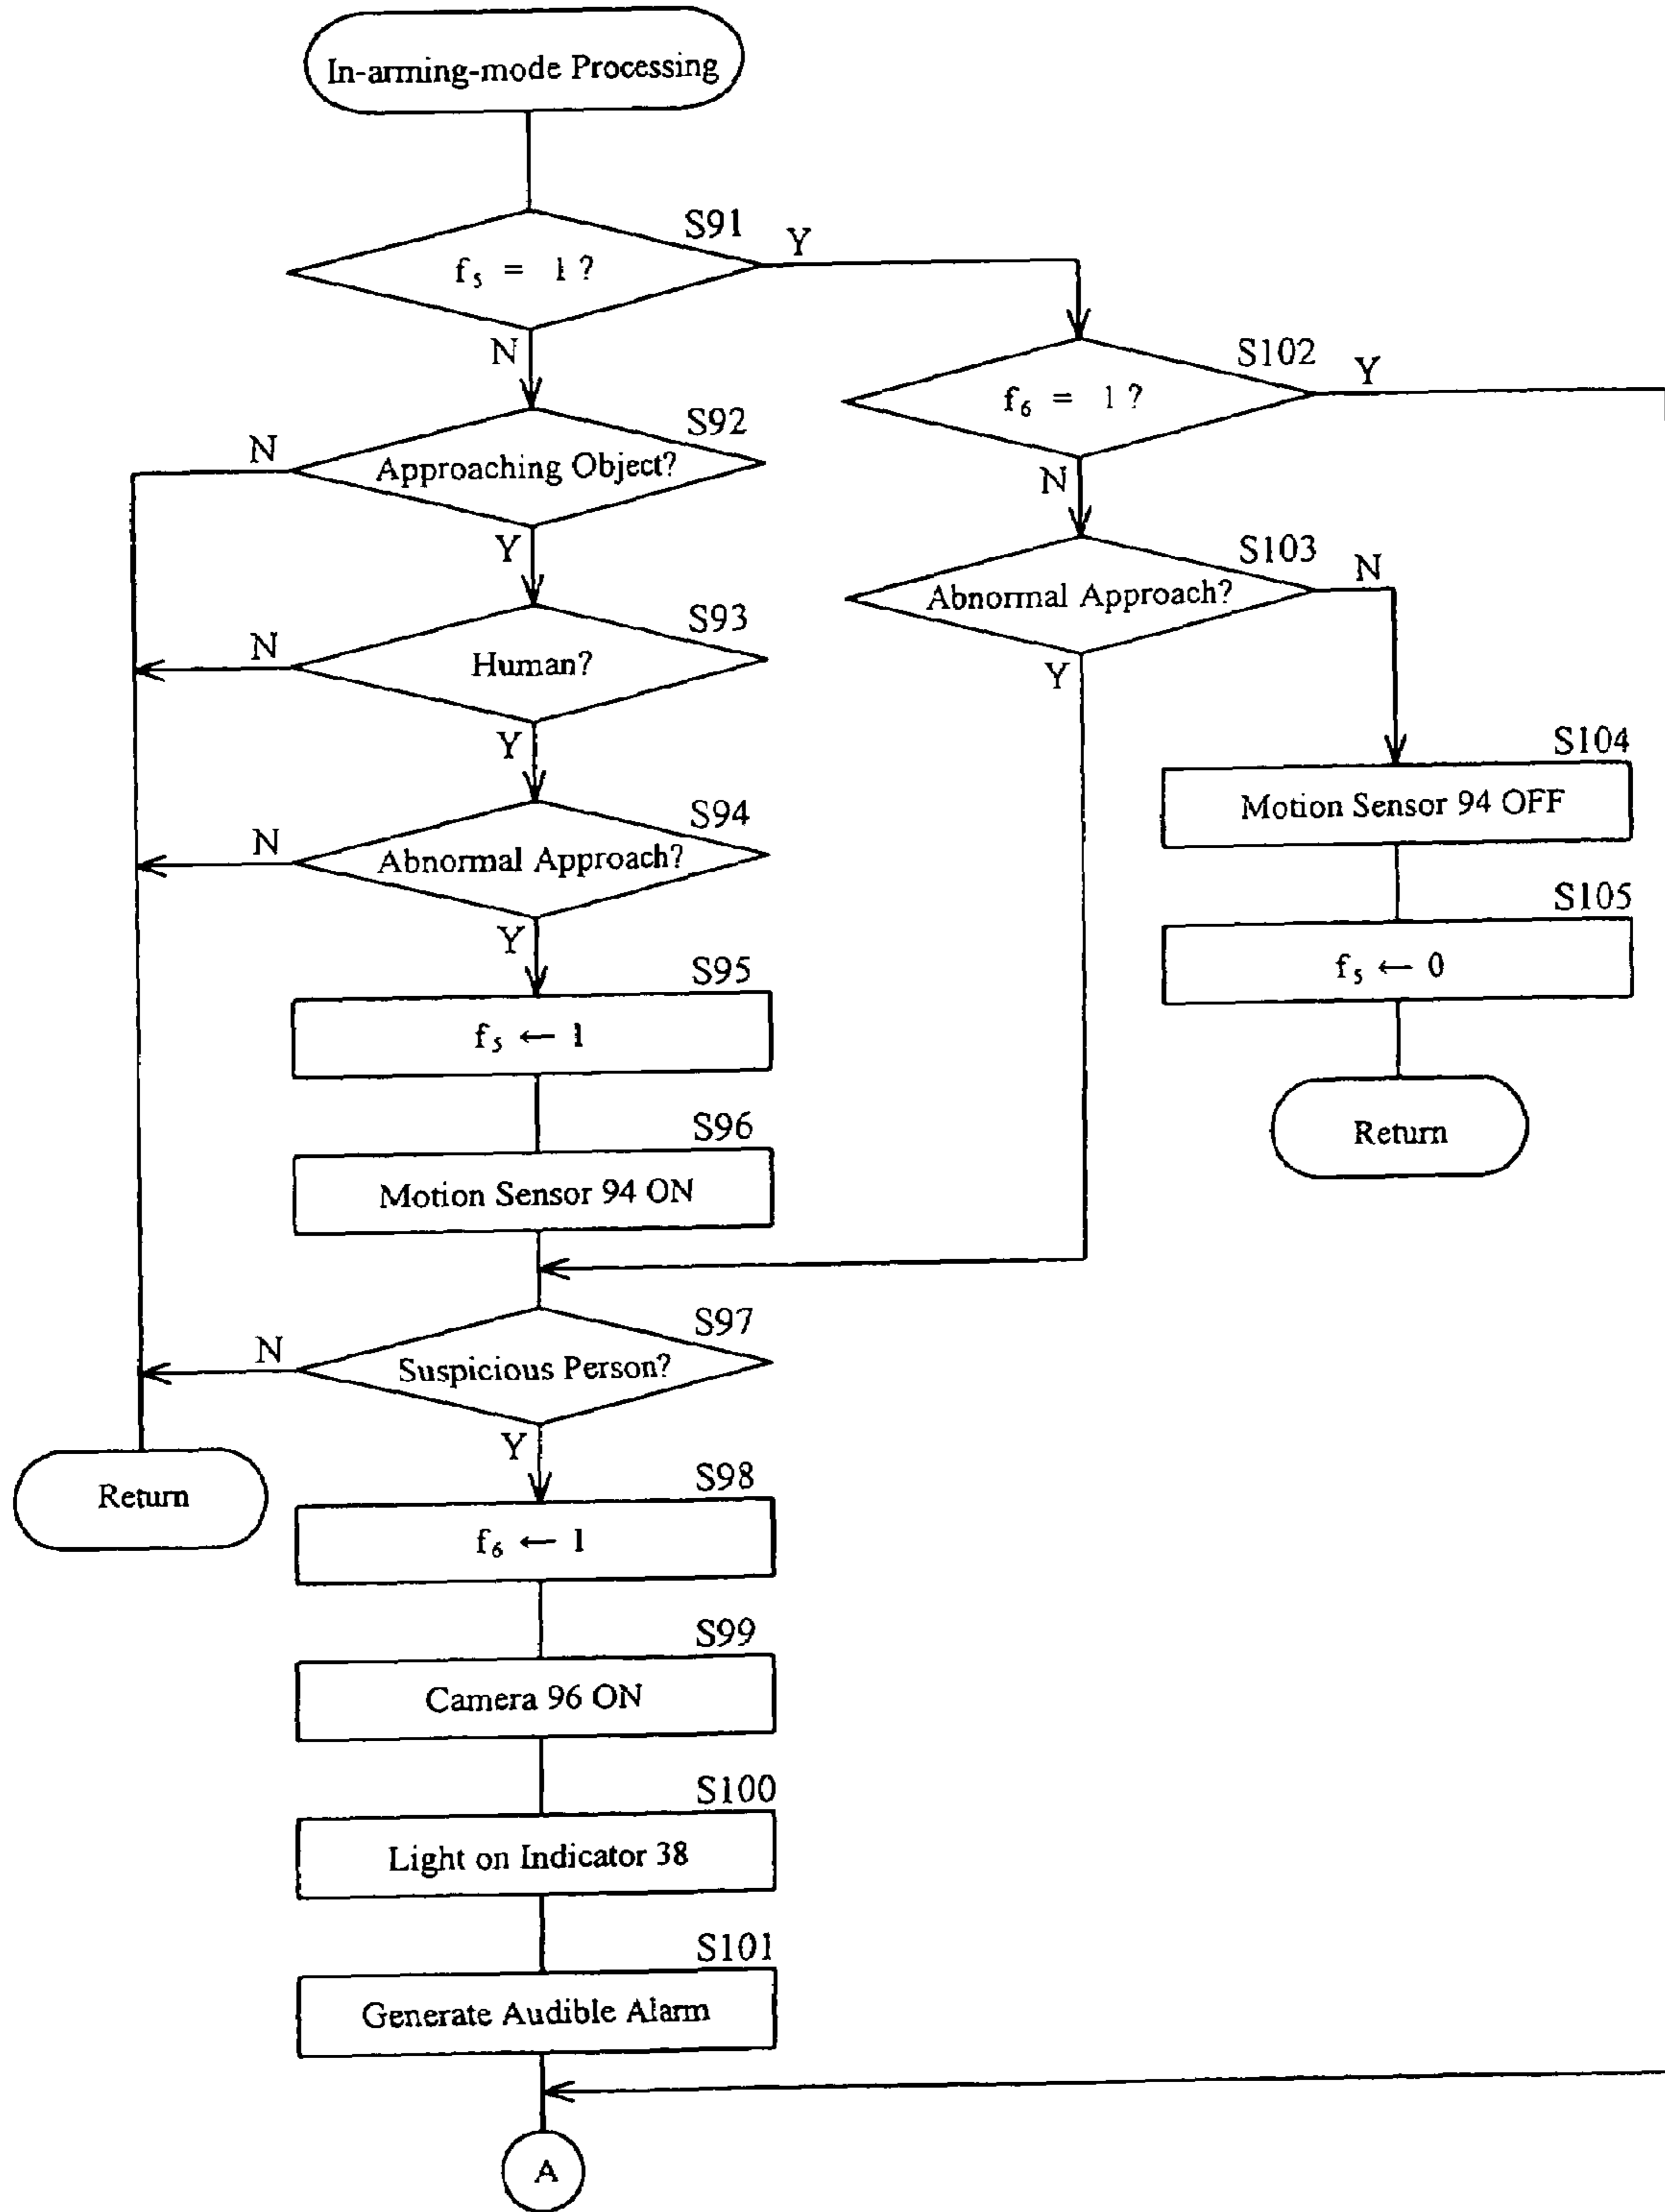 In-arming-mode Processing
S91
f₅ = 1 ?
Y
N
S102
f₆ = 1 ?
Y
N
S92
Approaching Object?
N
Y
S103
Abnormal Approach?
N
Y
S93
Human?
N
Y
S104
Motion Sensor 94 OFF
S94
Abnormal Approach?
N
Y
S105
f₅ ← 0
S95
f₅ ← 1
Return
S96
Motion Sensor 94 ON
S97
Suspicious Person?
N
Y
Return
S98
f₆ ← 1
S99
Camera 96 ON
S100
Light on Indicator 38
S101
Generate Audible Alarm
A